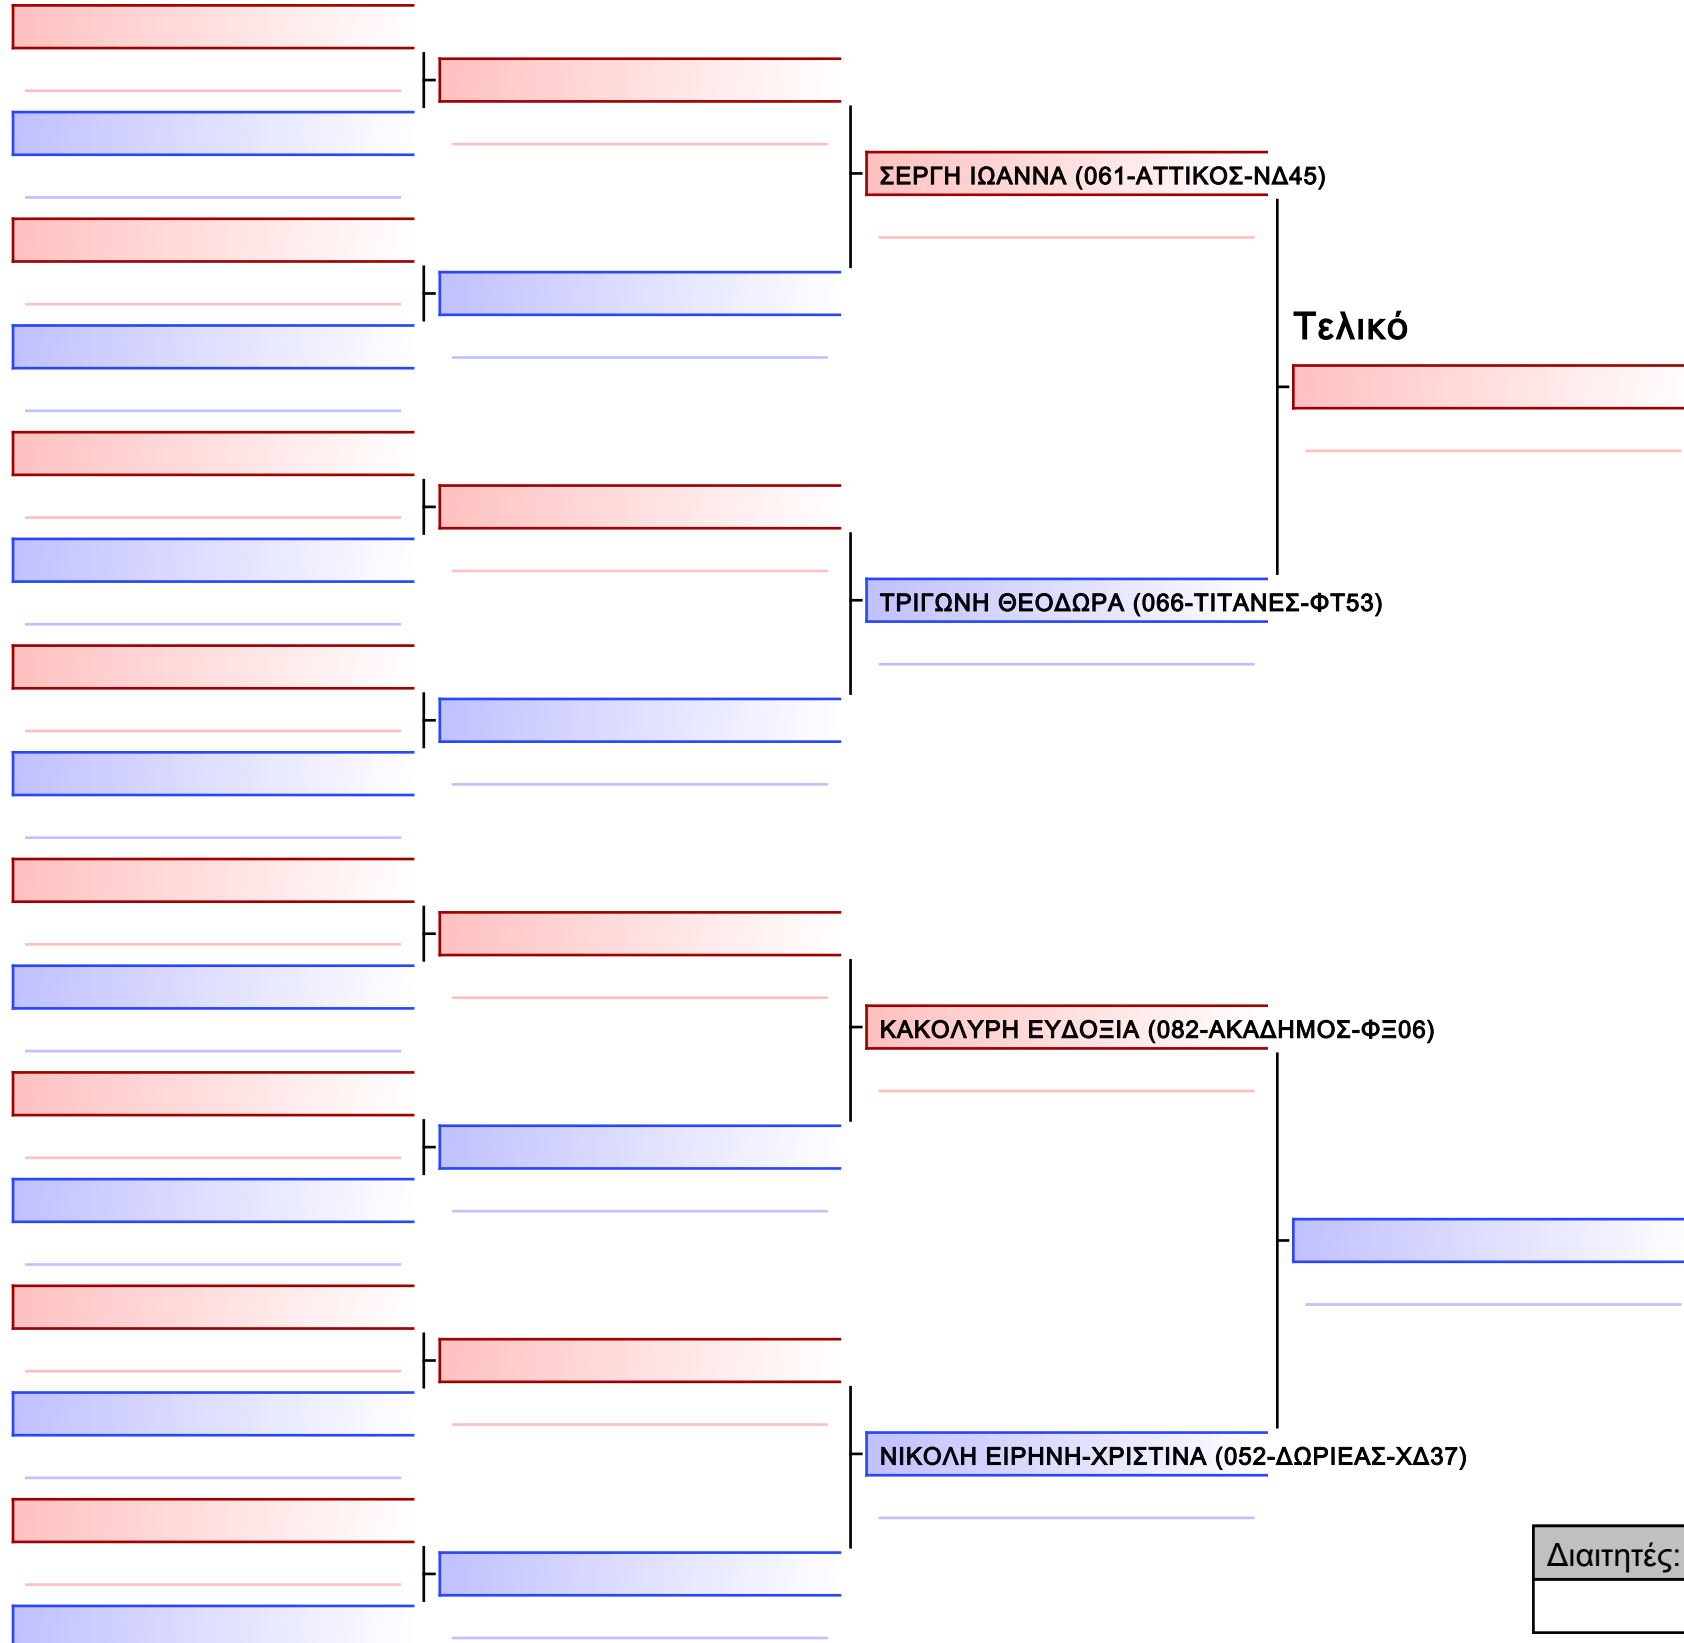 ΣΕΡΓΗ ΙΩΑΝΝΑ (061-ΑΤΤΙΚΟΣ-ΝΔ45)
Τελικό
ΤΡΙΓΩΝΗ ΘΕΟΔΩΡΑ (066-ΤΙΤΑΝΕΣ-ΦΤ53)
ΚΑΚΟΛΥΡΗ ΕΥΔΟΞΙΑ (082-ΑΚΑΔΗΜΟΣ-ΦΞ06)
ΝΙΚΟΛΗ ΕΙΡΗΝΗ-ΧΡΙΣΤΙΝΑ (052-ΔΩΡΙΕΑΣ-ΧΔ37)
Διαιτητές: